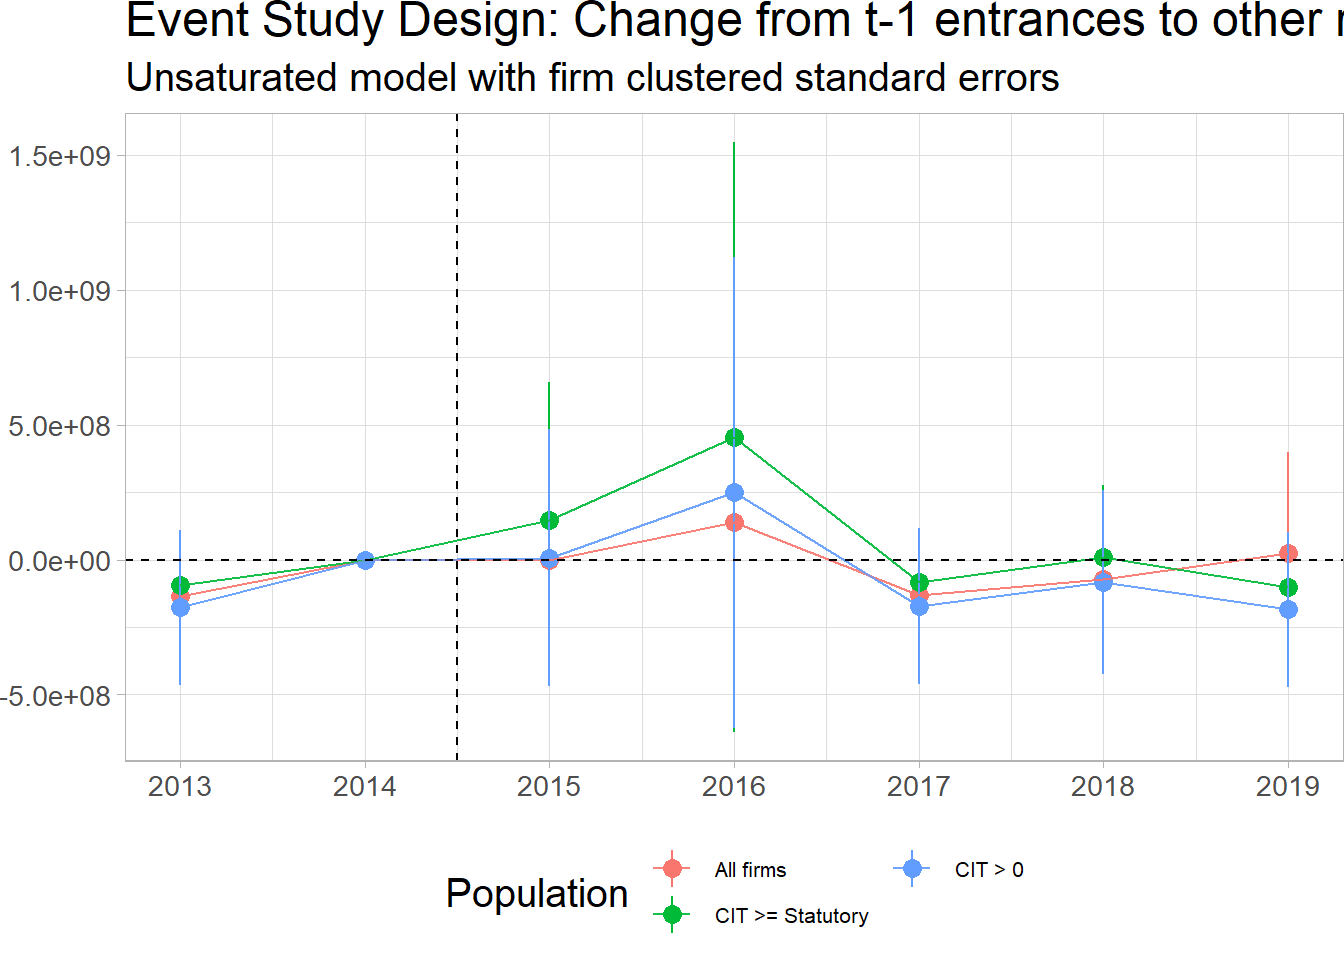 Event Study Design: Change from t-1 entrances to other
Unsaturated model with firm clustered standard errors
1.5e+09
1.0e+09
5.0e+08
0.0e+00
-5.0e+08
2013 2014 2015 2016 2017 2018 2019
Population
All firms
CIT > 0
CIT >= Statutory